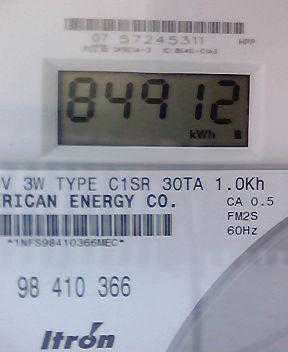 07 57245311 HPP
84912
kWh
V 3W TYPE C1SR 30TA 1.0Kh
RICAN ENERGY CO.
CA 0.5
FM2S
*1NFS98410366MEC*
60Hz
98 410 366
Itron